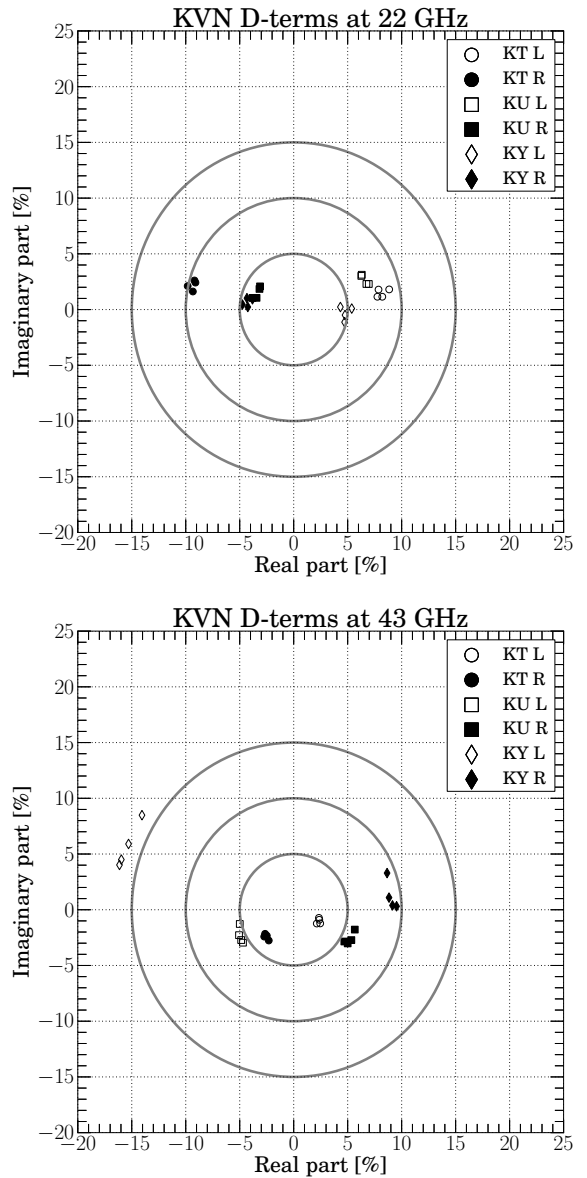 KVN D-terms at 22 GHz
25
20
15
10
5
0
−5
−10
−15
−20
Imaginary part [%]
KT L
KT R
KU L
KU R
KY L
KY R
−20 −15 −10 −5 0 5 10 15 20 25
Real part [%]
KVN D-terms at 43 GHz
25
20
15
10
5
0
−5
−10
−15
−20
Imaginary part [%]
KT L
KT R
KU L
KU R
KY L
KY R
−20 −15 −10 −5 0 5 10 15 20 25
Real part [%]